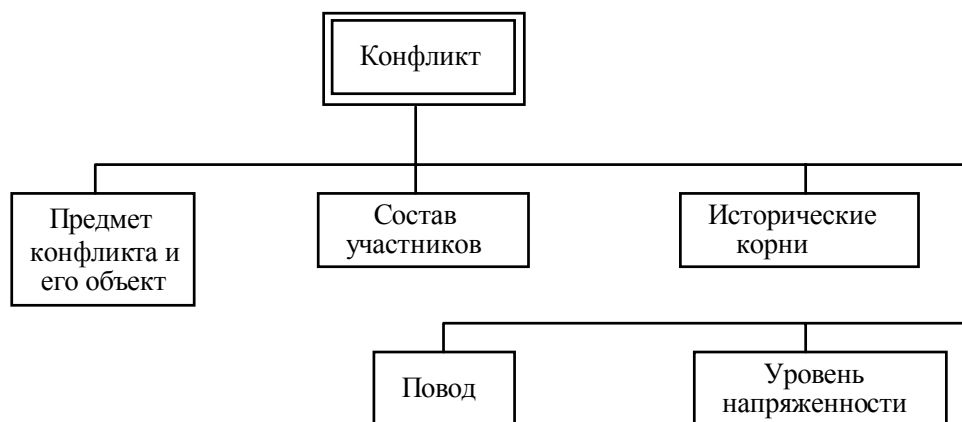 Конфликт
Предмет
конфликта и
его объект
Состав
участников
Исторические
корни
Повод
Уровень
напряженности